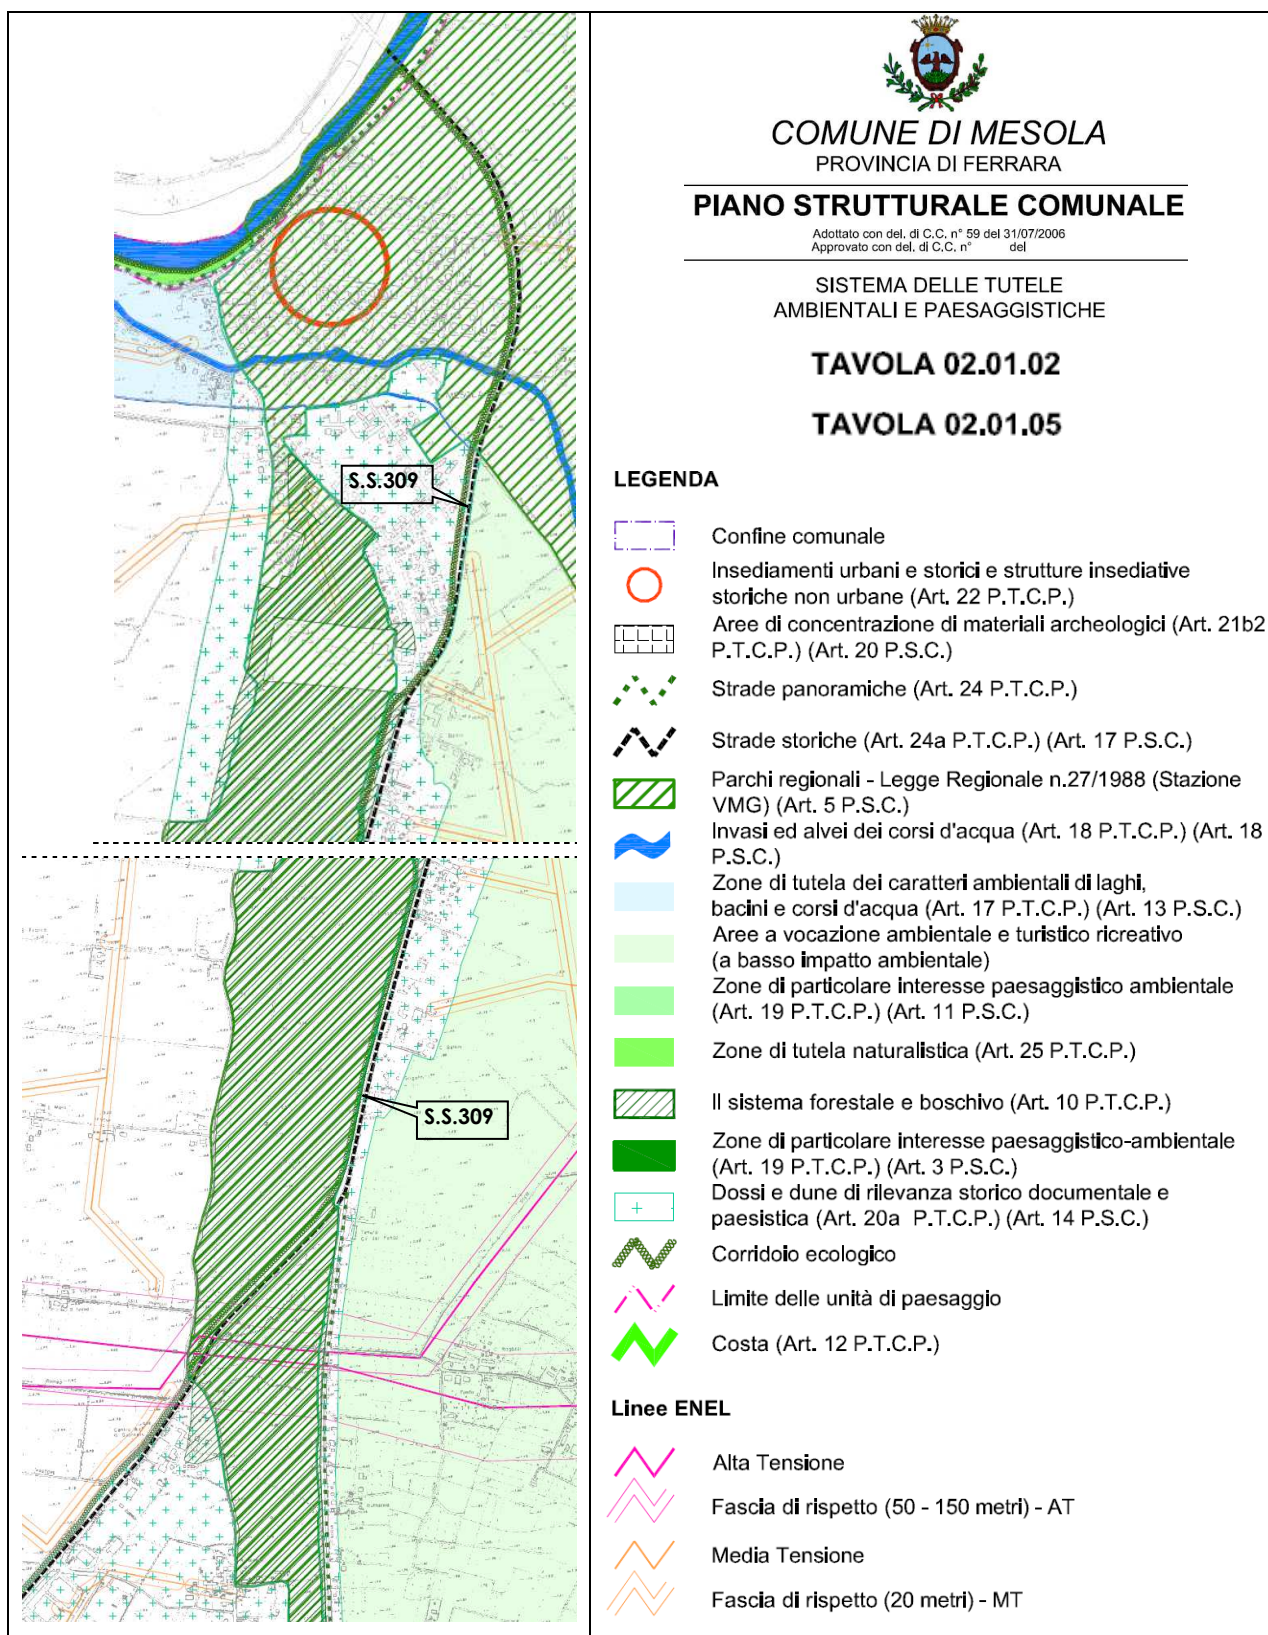 S.S.309
S.S.309
COMUNE DI MESOLA
PROVINCIA DI FERRARA
PIANO STRUTTURALE COMUNALE
Adottato con del. di C.C. n° 59 del 31/07/2006
Approvato con del. di C.C. n° del
SISTEMA DELLE TUTELE
AMBIENTALI E PAESAGGISTICHE
TAVOLA 02.01.02
TAVOLA 02.01.05
LEGENDA
Confine comunale
Insediamenti urbani e storici e strutture insediative
storiche non urbane (Art. 22 P.T.C.P.)
Aree di concentrazione di materiali archeologici (Art. 21b2
P.T.C.P.) (Art. 20 P.S.C.)
Strade panoramiche (Art. 24 P.T.C.P.)
Strade storiche (Art. 24a P.T.C.P.) (Art. 17 P.S.C.)
Parchi regionali - Legge Regionale n.27/1988 (Stazione
VMG) (Art. 5 P.S.C.)
Invasi ed alvei dei corsi d'acqua (Art. 18 P.T.C.P.) (Art. 18
P.S.C.)
Zone di tutela dei caratteri ambientali di laghi,
bacini e corsi d'acqua (Art. 17 P.T.C.P.) (Art. 13 P.S.C.)
Aree a vocazione ambientale e turistico ricreativo
(a basso impatto ambientale)
Zone di particolare interesse paesaggistico ambientale
(Art. 19 P.T.C.P.) (Art. 11 P.S.C.)
Zone di tutela naturalistica (Art. 25 P.T.C.P.)
Il sistema forestale e boschivo (Art. 10 P.T.C.P.)
Zone di particolare interesse paesaggistico-ambientale
(Art. 19 P.T.C.P.) (Art. 3 P.S.C.)
Dossi e dune di rilevanza storico documentale e
paesistica (Art. 20a P.T.C.P.) (Art. 14 P.S.C.)
Corridoio ecologico
Limite delle unità di paesaggio
Costa (Art. 12 P.T.C.P.)
Linee ENEL
Alta Tensione
Fascia di rispetto (50 - 150 metri) - AT
Media Tensione
Fascia di rispetto (20 metri) - MT